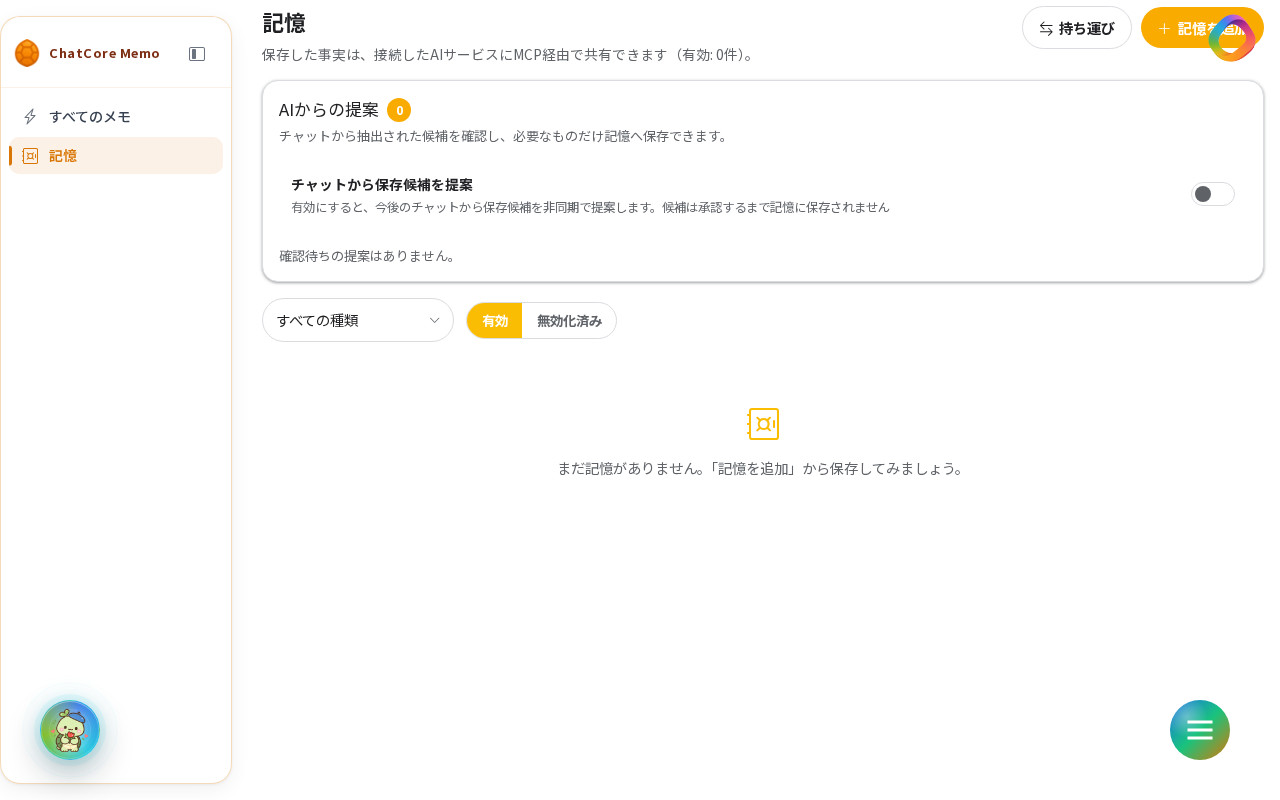 ChatCore Memo
すべてのメモ
記憶
記憶
保存した事実は、接続したAIサービスにMCP経由で共有できます（有効: 0件）。
持ち運び
記憶を追加
AIからの提案 0
チャットから抽出された候補を確認し、必要なものだけ記憶へ保存できます。
チャットから保存候補を提案
有効にすると、今後のチャットから保存候補を非同期で提案します。候補は承認するまで記憶に保存されません
確認待ちの提案はありません。
すべての種類
有効
無効化済み
まだ記憶がありません。「記憶を追加」から保存してみましょう。